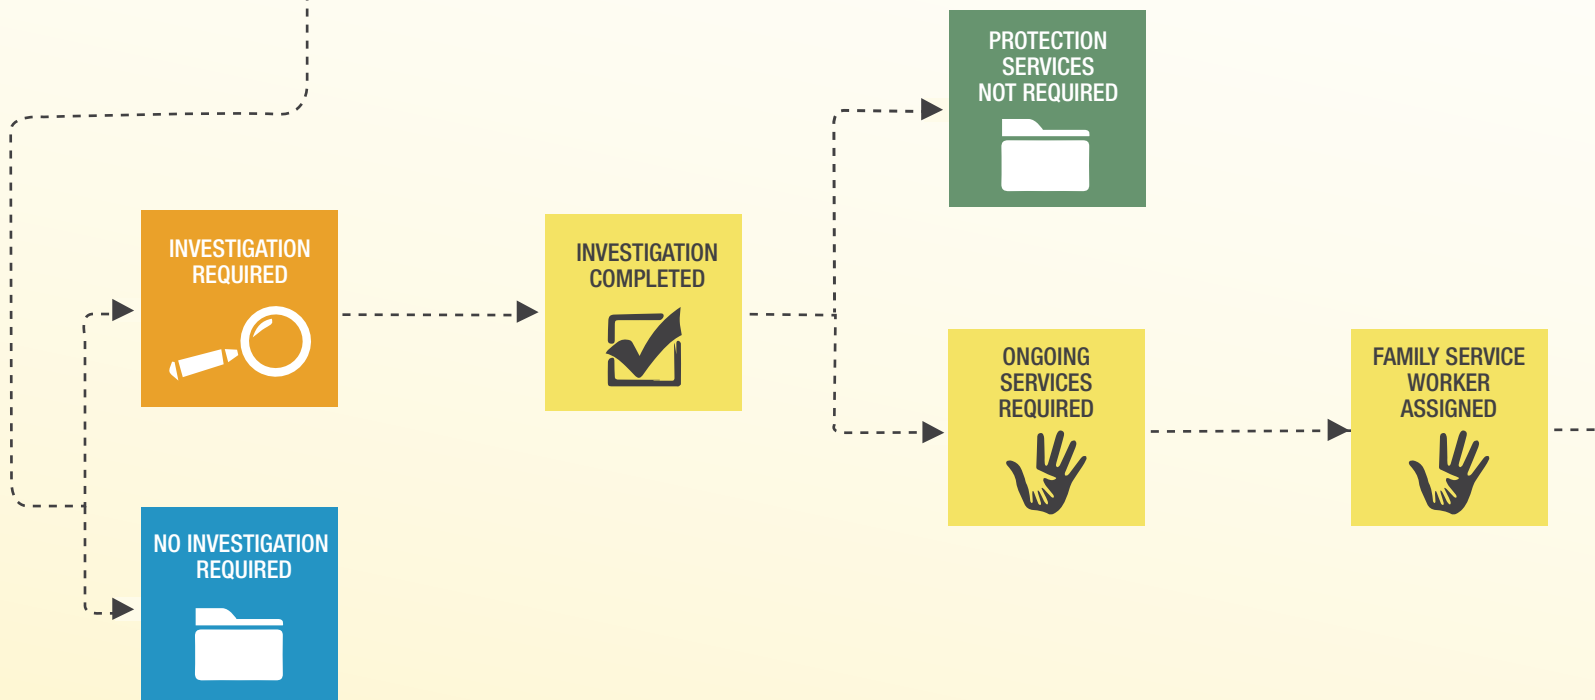 PROTECTION
SERVICES
NOT REQUIRED
INVESTIGATION
REQUIRED
INVESTIGATION
COMPLETED
ONGOING
SERVICES
REQUIRED
FAMILY SERVICE
WORKER
ASSIGNED
NO INVESTIGATION
REQUIRED